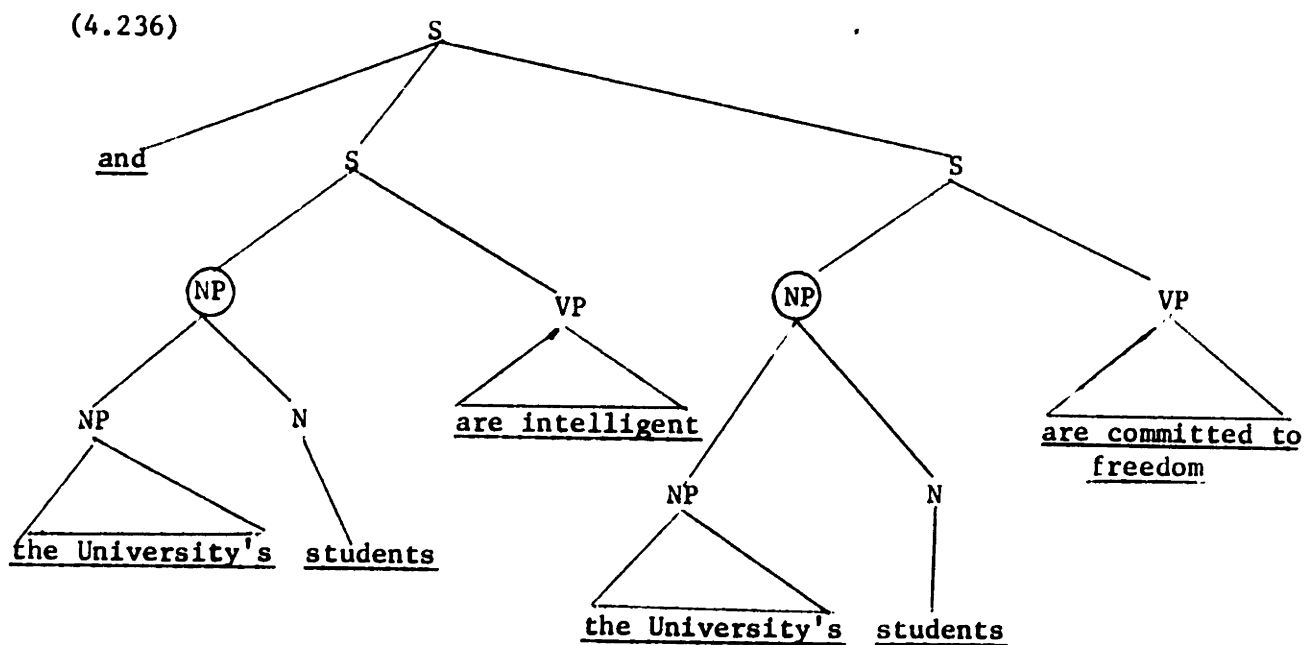 (4.236)
S
and
S
S
NP
VP
NP
VP
NP
N
are intelligent
are committed to
freedom
NP
N
the University's
students
the University's
students